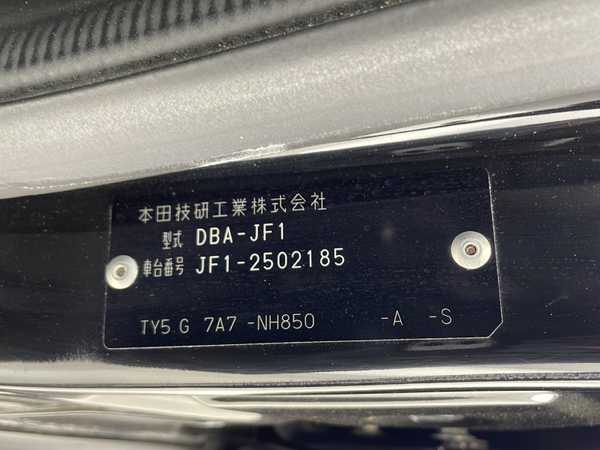 本田技研工業株式会社
型式 DBA-JF1
車台番号 JF1-2502185
TY5 G 7A7 -NH850 -A -S